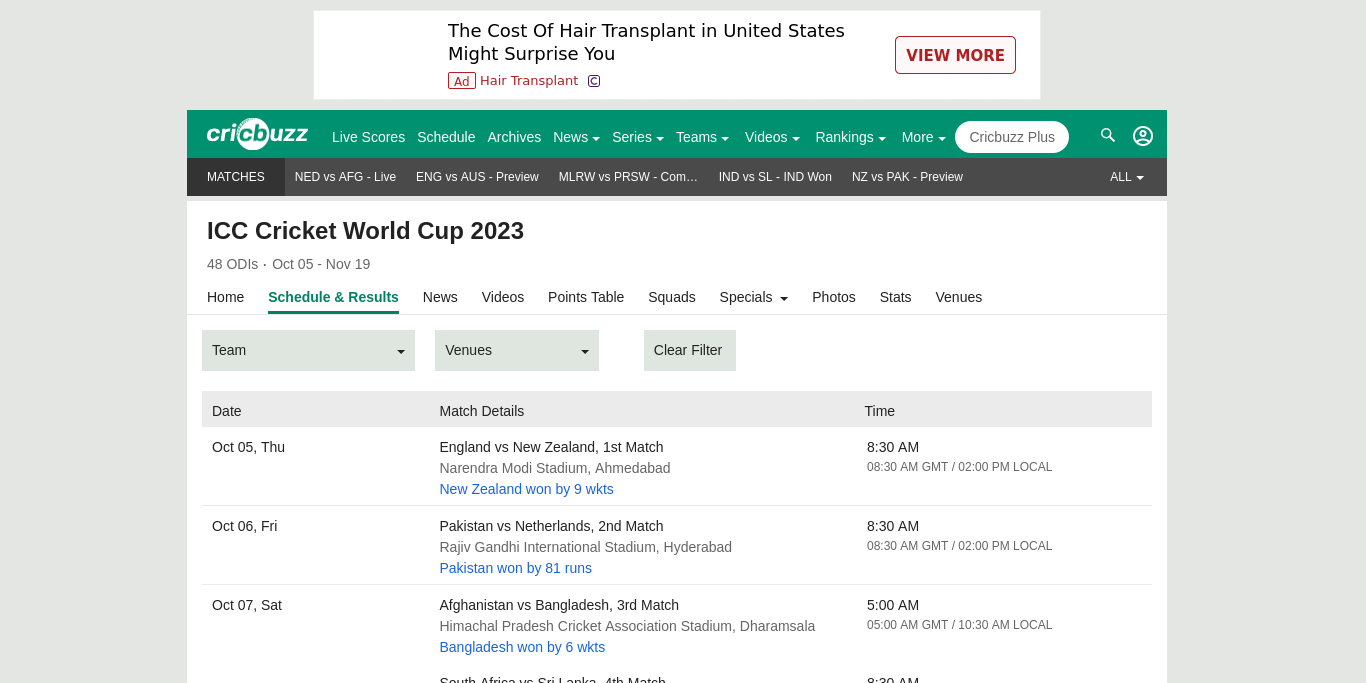 The Cost Of Hair Transplant in United States
Might Surprise You
Ad Hair Transplant C
VIEW MORE
cricbuzz Live Scores Schedule Archives News Series Teams Videos Rankings More Cricbuzz Plus
MATCHES NED vs AFG - Live ENG vs AUS - Preview MLRW vs PRSW - Com... IND vs SL - IND Won NZ vs PAK - Preview ALL
ICC Cricket World Cup 2023
48 ODIs · Oct 05 - Nov 19
Home Schedule & Results News Videos Points Table Squads Specials Photos Stats Venues
Team Venues Clear Filter
Date Match Details Time
Oct 05, Thu England vs New Zealand, 1st Match 8:30 AM
Narendra Modi Stadium, Ahmedabad 08:30 AM GMT / 02:00 PM LOCAL
New Zealand won by 9 wkts
Oct 06, Fri Pakistan vs Netherlands, 2nd Match 8:30 AM
Rajiv Gandhi International Stadium, Hyderabad 08:30 AM GMT / 02:00 PM LOCAL
Pakistan won by 81 runs
Oct 07, Sat Afghanistan vs Bangladesh, 3rd Match 5:00 AM
Himachal Pradesh Cricket Association Stadium, Dharamsala 05:00 AM GMT / 10:30 AM LOCAL
Bangladesh won by 6 wkts
South Africa vs Sri Lanka, 4th Match 8:30 AM